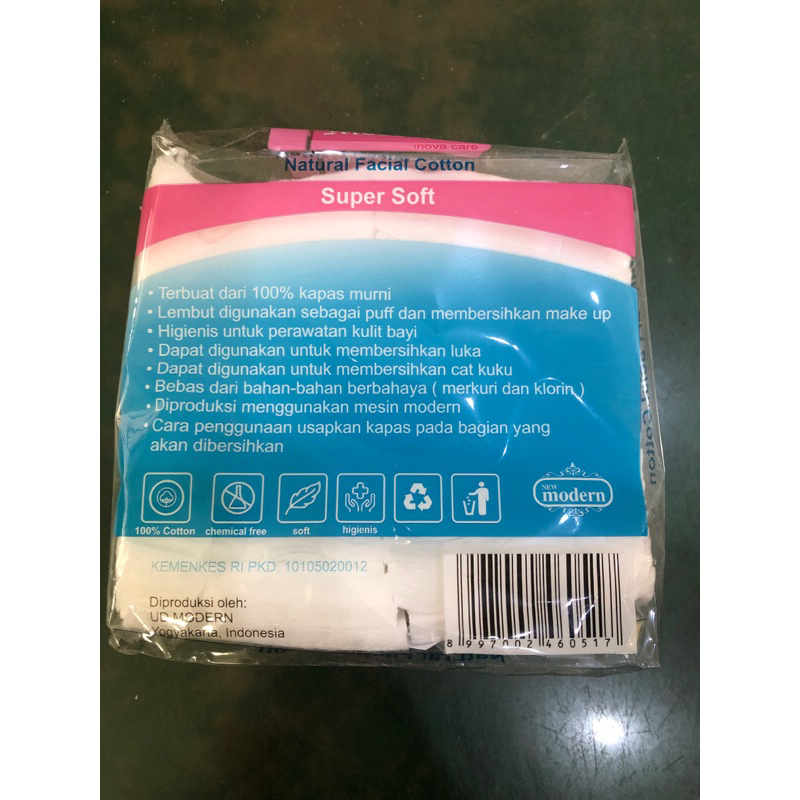 inova care
Natural Facial Cotton
Super Soft
• Terbuat dari 100% kapas murni
• Lembut digunakan sebagai puff dan membersihkan make up
• Higienis untuk perawatan kulit bayi
• Dapat digunakan untuk membersihkan luka
• Dapat digunakan untuk membersihkan cat kuku
• Bebas dari bahan-bahan berbahaya ( merkuri dan klorin )
• Diproduksi menggunakan mesin modern
• Cara penggunaan usapkan kapas pada bagian yang
akan dibersihkan
NEW
modern
100% Cotton chemical free soft higienis
KEMENKES RI PKD 10105020012
Diproduksi oleh:
UD MODERN
Yogyakarta, Indonesia
8 997002 460517